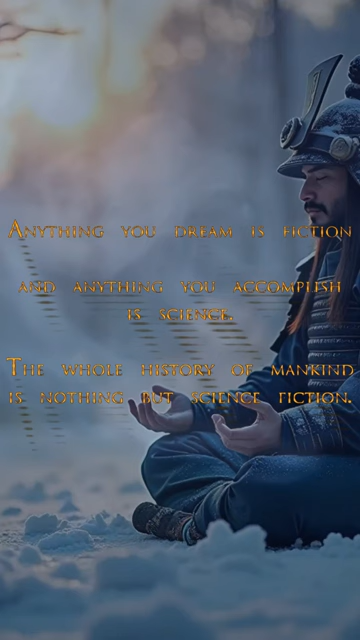 Anything you dream is fiction
and anything you accomplish
is science.
The whole history of mankind
is nothing but science fiction.